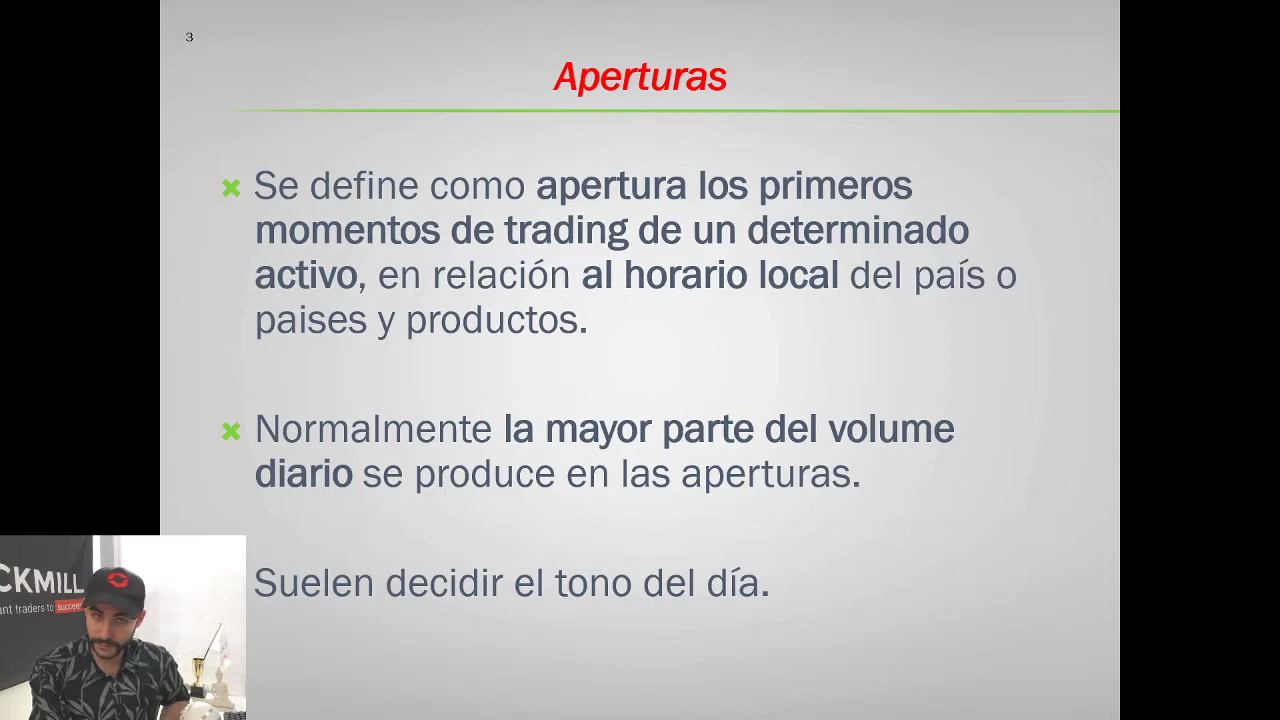 3
Aperturas
Se define como apertura los primeros
momentos de trading de un determinado
activo, en relación al horario local del país o
paises y productos.
Normalmente la mayor parte del volume
diario se produce en las aperturas.
Suelen decidir el tono del día.
CKMILL
ant traders to succee